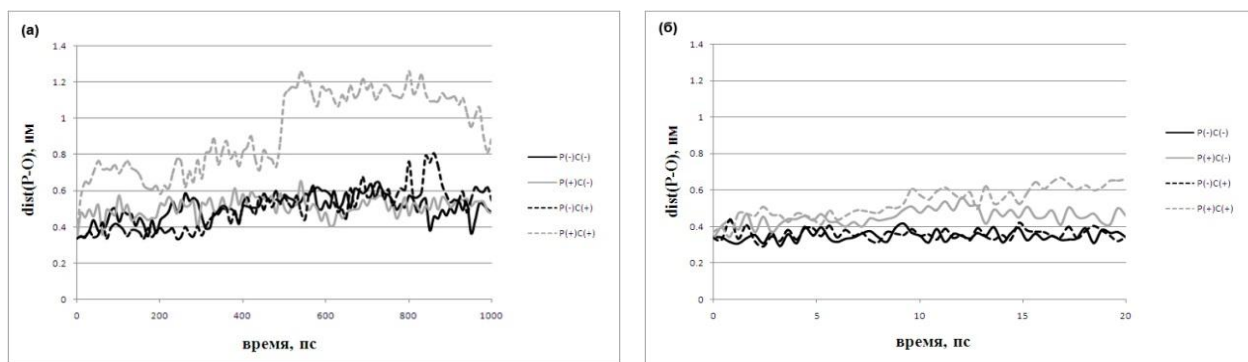 (а)
1.4
1.2
1
0.8
0.6
0.4
0.2
0
0
200
400
600
800
1000
dist(P-O), нм
время, пс
P(-)C(-)
P(+)C(-)
P(-)C(+)
P(+)C(+)
(б)
1.4
1.2
1
0.8
0.6
0.4
0.2
0
0
5
10
15
20
dist(P-O), нм
время, пс
P(-)C(-)
P(+)C(-)
P(-)C(+)
P(+)C(+)